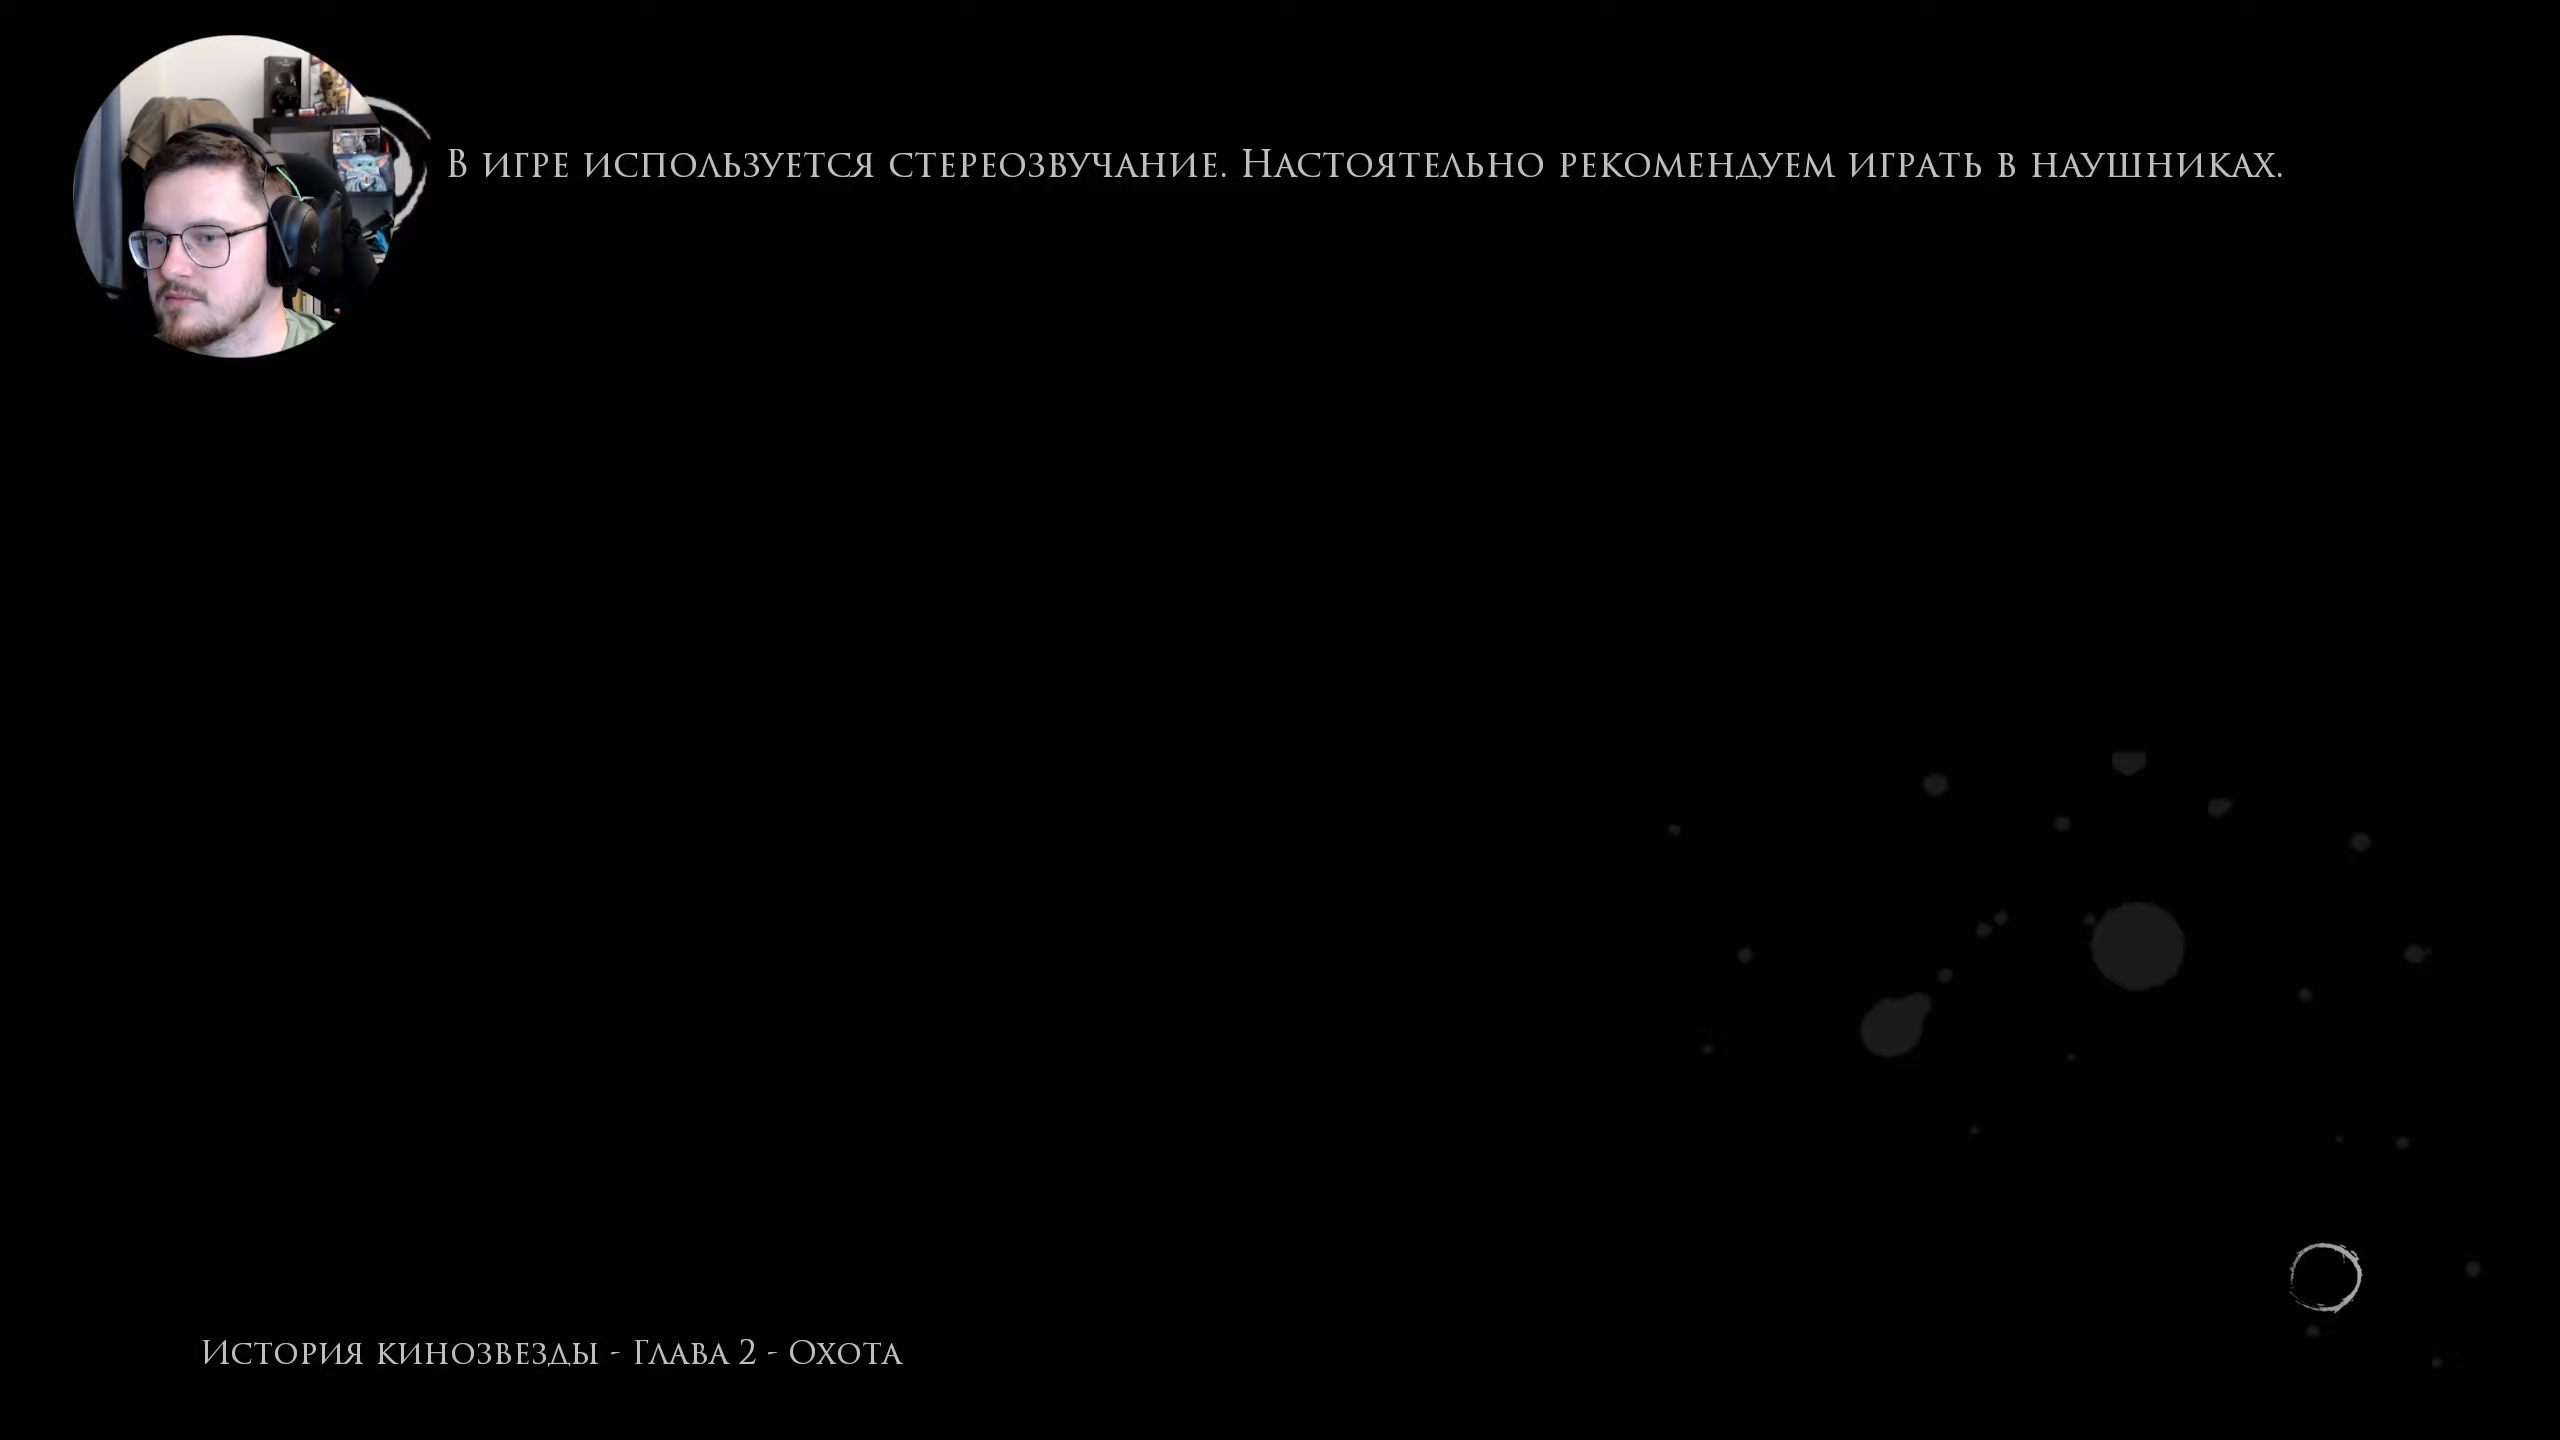 В игре используется стереозвучание. Настоятельно рекомендуем играть в наушниках.
История кинозвезды - Глава 2 - Охота